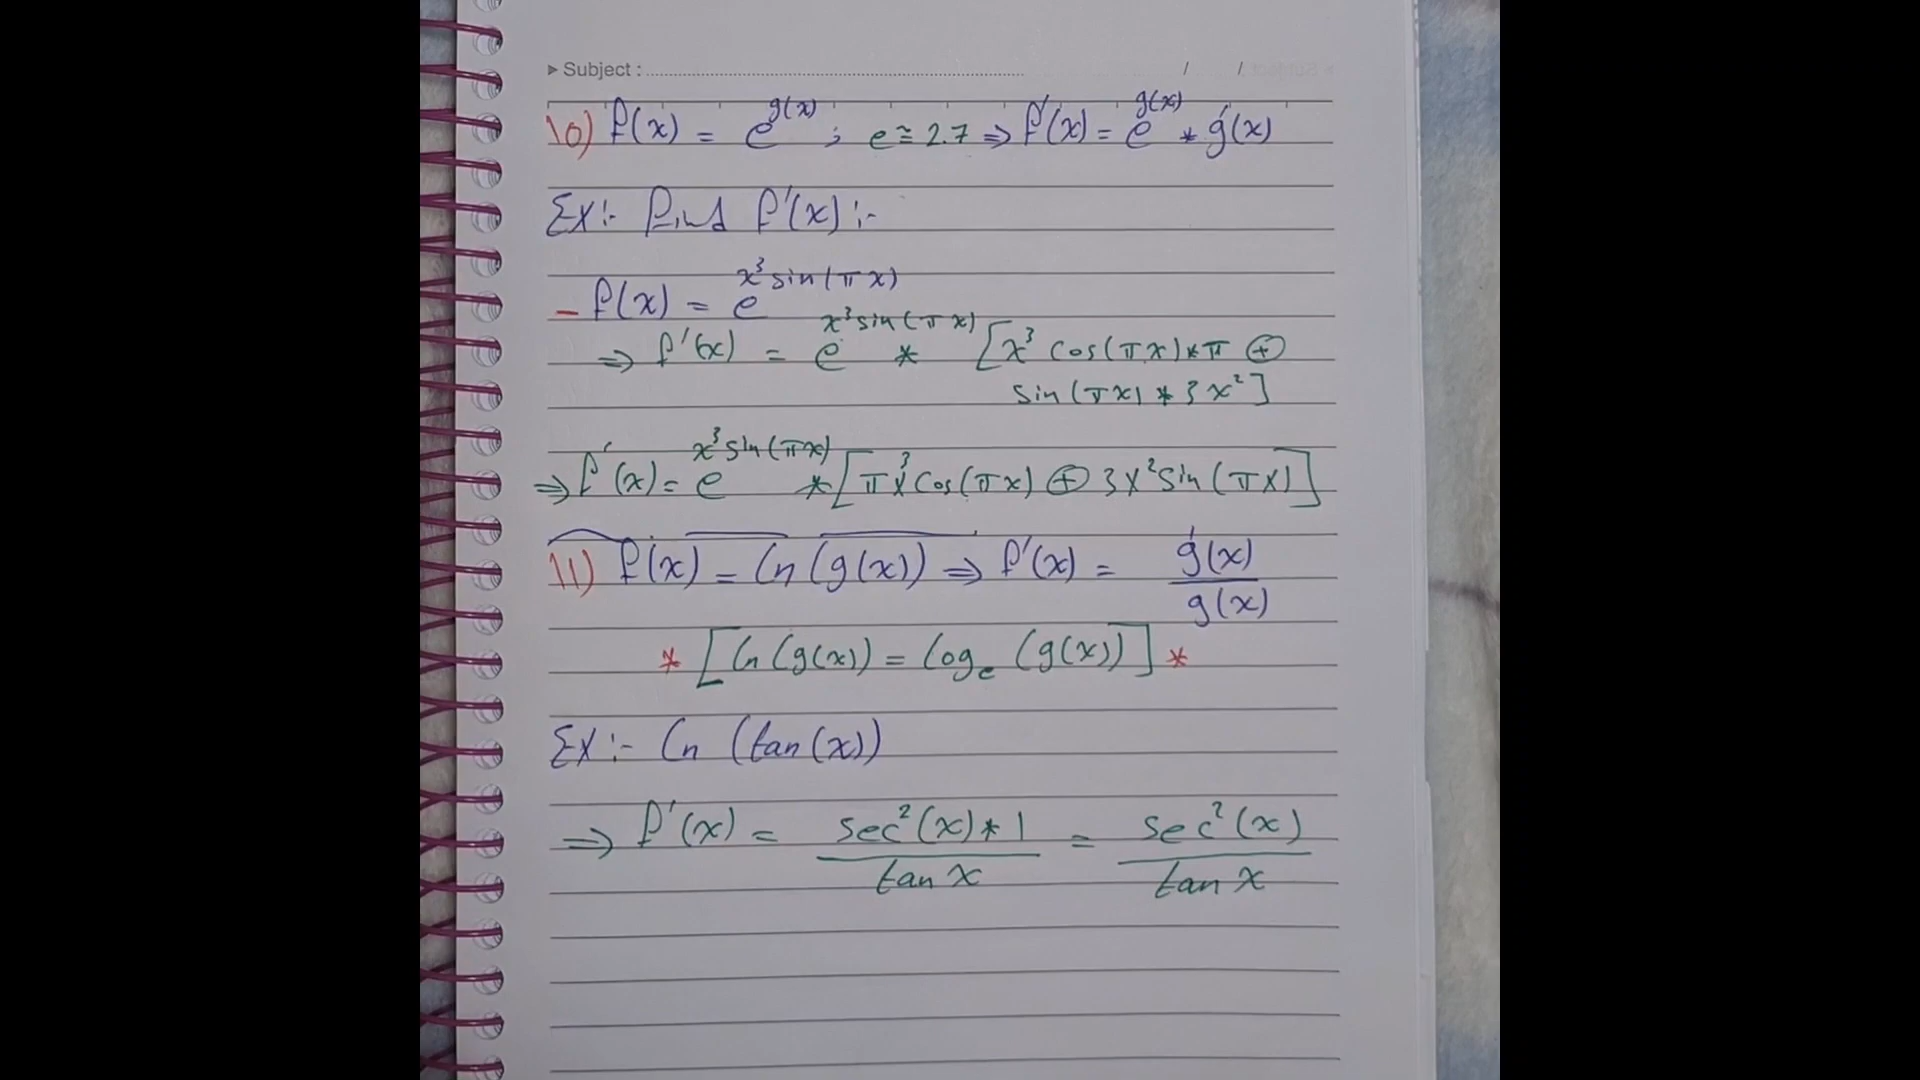 ▶ Subject : ........................ / /
10) f(x) = e^g(x) ; e ≅ 2.7 ⇒ f'(x) = e^g(x) * g'(x)
Ex:- Find f'(x) :-
- f(x) = e^x³ sin(πx)
⇒ f'(x) = e^x³ sin(πx) * [x³ cos(πx) * π ⊕
sin(πx) * 3x²]
⇒ f'(x) = e^x³ sin(πx) * [πx³ cos(πx) ⊕ 3x² sin(πx)]
11) f(x) = ln(g(x)) ⇒ f'(x) = g'(x) / g(x)
* [ln(g(x)) = logₑ(g(x))] *
Ex:- ln(tan(x))
⇒ f'(x) = sec²(x) * 1 / tan x = sec²(x) / tan x